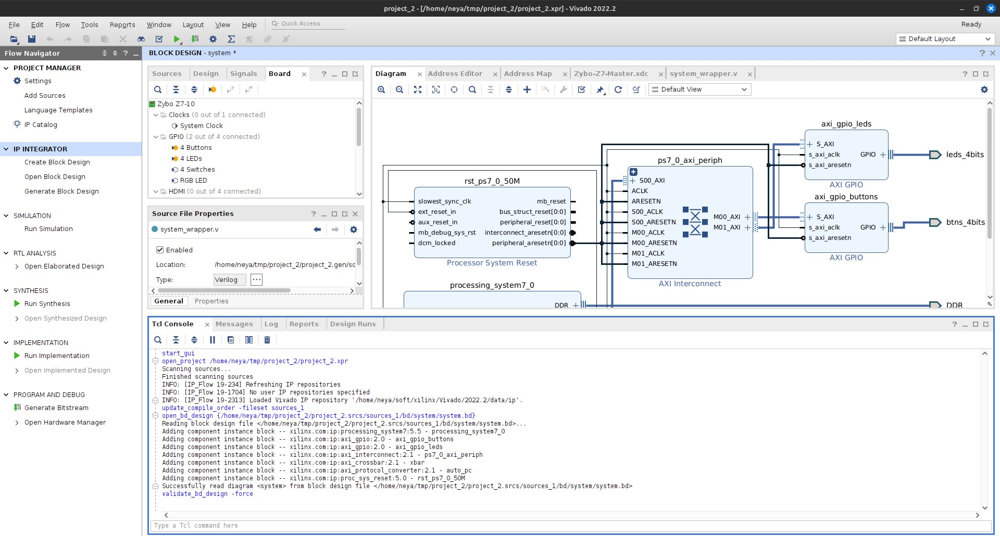 project_2 - [/home/neya/tmp/project_2/project_2.xpr] - Vivado 2022.2
File Edit Flow Tools Reports Window Layout View Help Quick Access Ready
Default Layout
Flow Navigator
PROJECT MANAGER
Settings
Add Sources
Language Templates
IP Catalog
IP INTEGRATOR
Create Block Design
Open Block Design
Generate Block Design
SIMULATION
Run Simulation
RTL ANALYSIS
Open Elaborated Design
SYNTHESIS
Run Synthesis
Open Synthesized Design
IMPLEMENTATION
Run Implementation
Open Implemented Design
PROGRAM AND DEBUG
Generate Bitstream
Open Hardware Manager
BLOCK DESIGN - system *
Sources Design Signals Board
Zybo Z7-10
Clocks (0 out of 1 connected)
System Clock
GPIO (2 out of 4 connected)
4 Buttons
4 LEDs
4 Switches
RGB LED
HDMI (0 out of 4 connected)
Source File Properties
system_wrapper.v
Enabled
Location: /home/neya/tmp/project_2/project_2.gen/sc
Type: Verilog ...
General Properties
Diagram Address Editor Address Map Zybo-Z7-Master.xdc system_wrapper.v
Default View
rst_ps7_0_50M
slowest_sync_clk mb_reset
ext_reset_in bus_struct_reset[0:0]
aux_reset_in peripheral_reset[0:0]
mb_debug_sys_rst interconnect_aresetn[0:0]
dcm_locked peripheral_aresetn[0:0]
Processor System Reset
processing_system7_0
DDR
ps7_0_axi_periph
S00_AXI
ACLK
ARESETN
S00_ACLK
S00_ARESETN
M00_ACLK
M00_ARESETN
M01_ACLK
M01_ARESETN
M00_AXI
M01_AXI
AXI Interconnect
axi_gpio_leds
S_AXI
s_axi_aclk GPIO
s_axi_aresetn
AXI GPIO
leds_4bits
axi_gpio_buttons
S_AXI
s_axi_aclk GPIO
s_axi_aresetn
AXI GPIO
btns_4bits
DDR
Tcl Console Messages Log Reports Design Runs
start_gui
open_project /home/neya/tmp/project_2/project_2.xpr
Scanning sources...
Finished scanning sources
INFO: [IP_Flow 19-234] Refreshing IP repositories
INFO: [IP_Flow 19-1704] No user IP repositories specified
INFO: [IP_Flow 19-2313] Loaded Vivado IP repository '/home/neya/soft/xilinx/Vivado/2022.2/data/ip'.
update_compile_order -fileset sources_1
open_bd_design {/home/neya/tmp/project_2/project_2.srcs/sources_1/bd/system/system.bd}
Reading block design file </home/neya/tmp/project_2/project_2.srcs/sources_1/bd/system/system.bd>...
Adding component instance block -- xilinx.com:ip:processing_system7:5.5 - processing_system7_0
Adding component instance block -- xilinx.com:ip:axi_gpio:2.0 - axi_gpio_buttons
Adding component instance block -- xilinx.com:ip:axi_gpio:2.0 - axi_gpio_leds
Adding component instance block -- xilinx.com:ip:axi_interconnect:2.1 - ps7_0_axi_periph
Adding component instance block -- xilinx.com:ip:axi_crossbar:2.1 - xbar
Adding component instance block -- xilinx.com:ip:axi_protocol_converter:2.1 - auto_pc
Adding component instance block -- xilinx.com:ip:proc_sys_reset:5.0 - rst_ps7_0_50M
Successfully read diagram <system> from block design file </home/neya/tmp/project_2/project_2.srcs/sources_1/bd/system/system.bd>
validate_bd_design -force
Type a Tcl command here